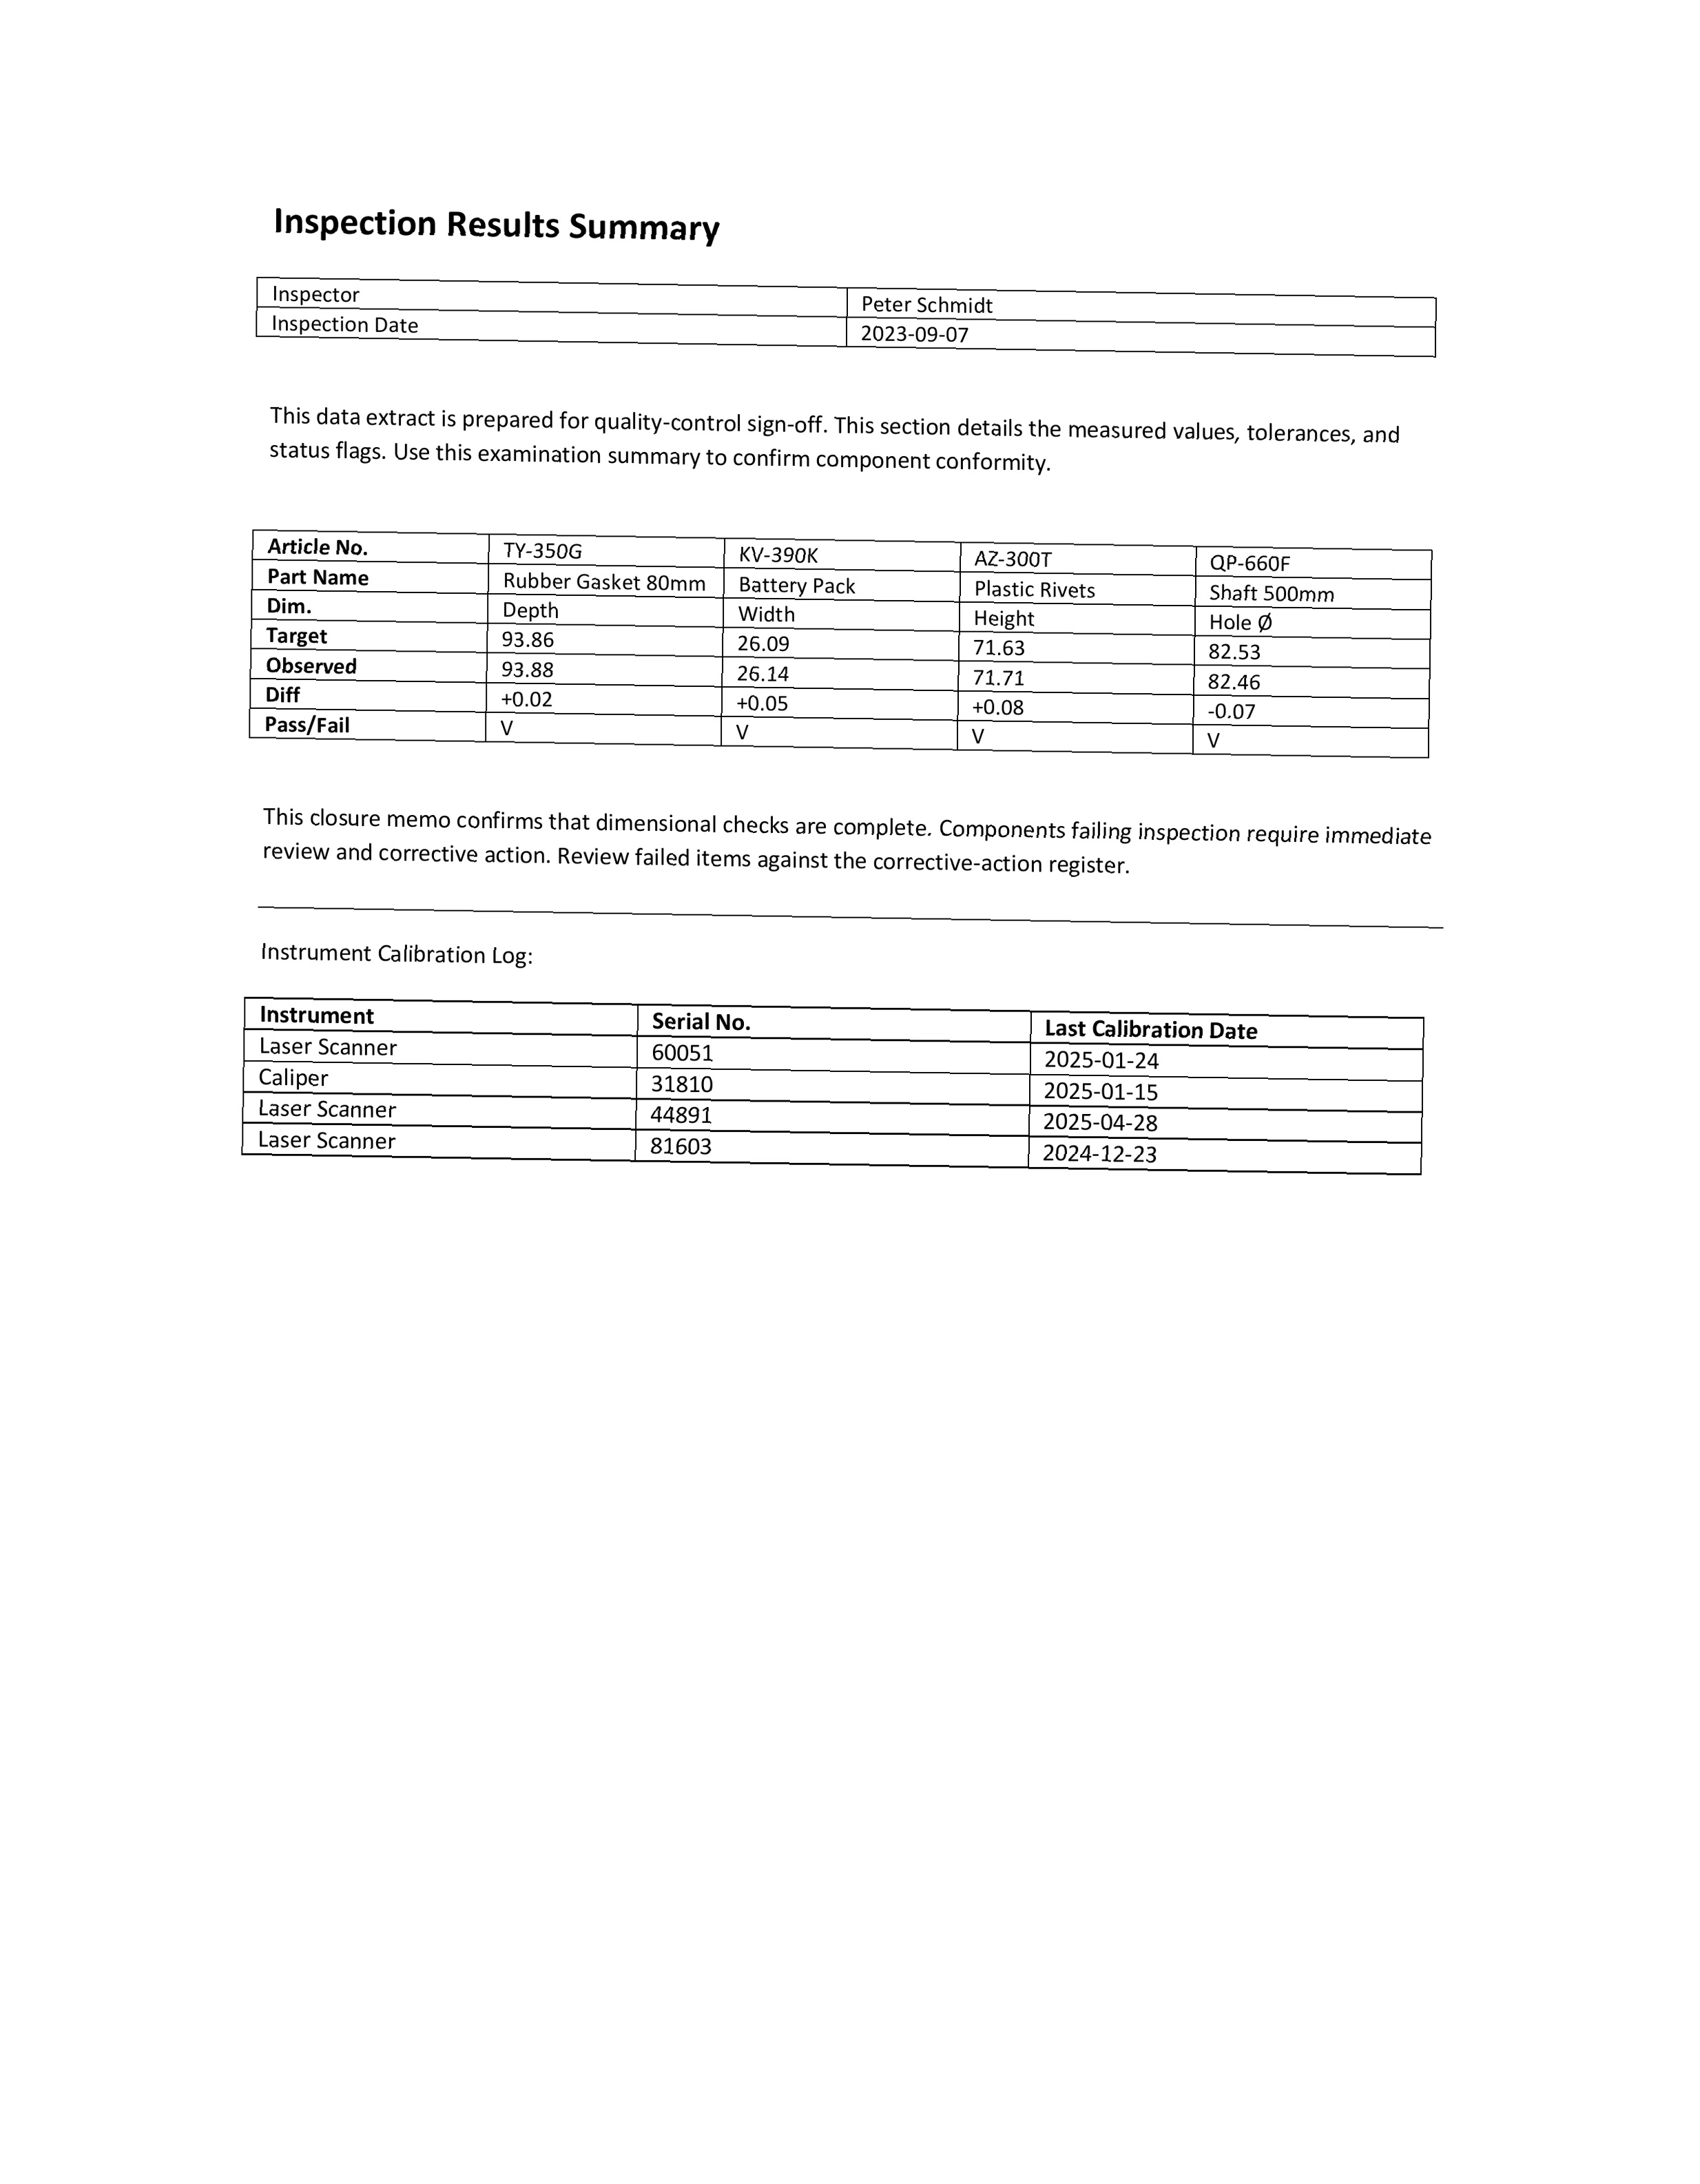 Inspection Results Summary
Inspector Peter Schmidt
Inspection Date 2023-09-07
This data extract is prepared for quality-control sign-off. This section details the measured values, tolerances, and
status flags. Use this examination summary to confirm component conformity.
Article No. TY-350G KV-390K AZ-300T QP-660F
Part Name Rubber Gasket 80mm Battery Pack Plastic Rivets Shaft 500mm
Dim. Depth Width Height Hole Ø
Target 93.86 26.09 71.63 82.53
Observed 93.88 26.14 71.71 82.46
Diff +0.02 +0.05 +0.08 -0.07
Pass/Fail V V V V
This closure memo confirms that dimensional checks are complete. Components failing inspection require immediate
review and corrective action. Review failed items against the corrective-action register.
Instrument Calibration Log:
Instrument Serial No. Last Calibration Date
Laser Scanner 60051 2025-01-24
Caliper 31810 2025-01-15
Laser Scanner 44891 2025-04-28
Laser Scanner 81603 2024-12-23